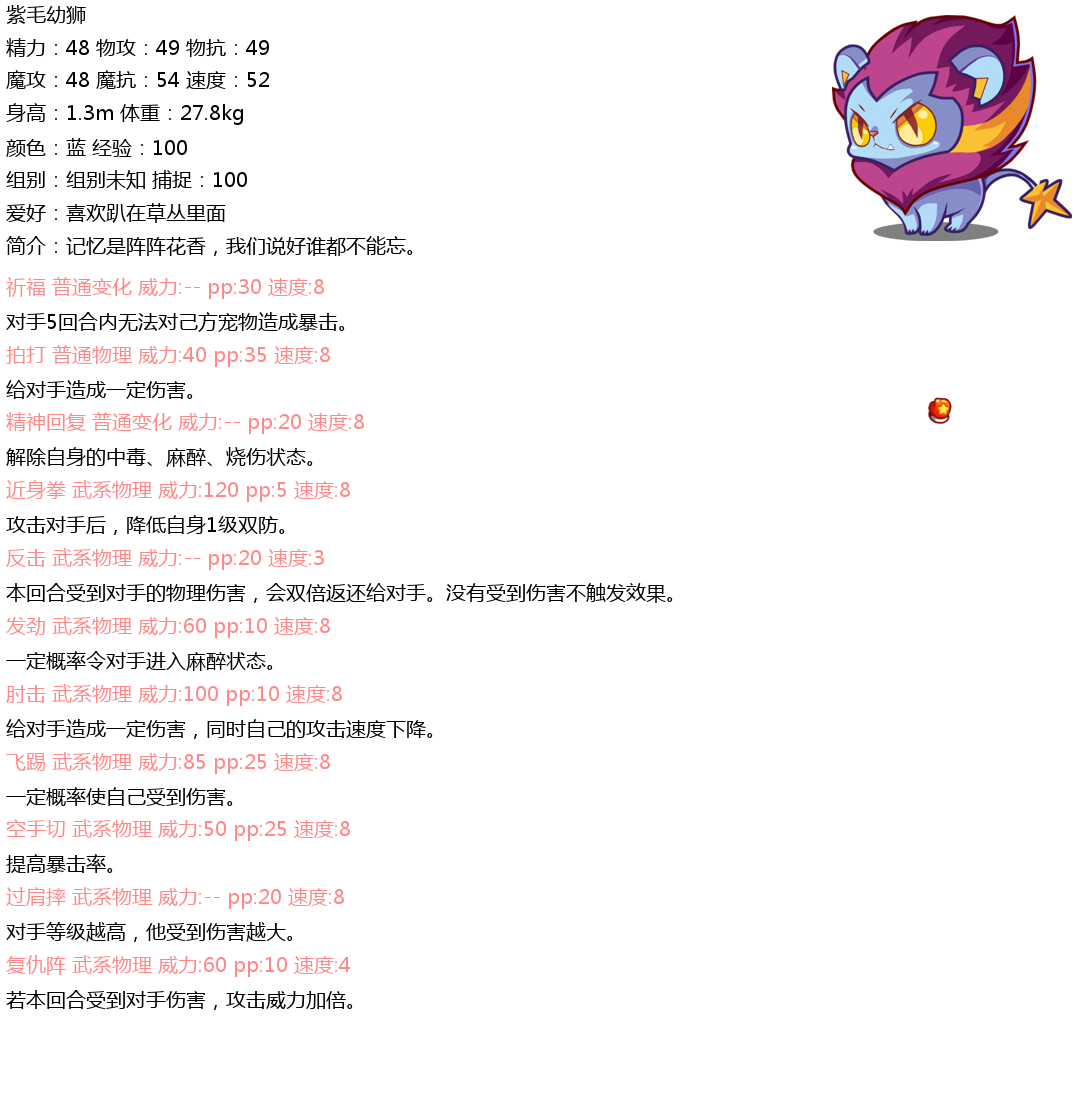 紫毛幼狮
精力：48 物攻：49 物抗：49
魔攻：48 魔抗：54 速度：52
身高：1.3m 体重：27.8kg
颜色：蓝 经验：100
组别：组别未知 捕捉：100
爱好：喜欢趴在草丛里面
简介：记忆是阵阵花香，我们说好谁都不能忘。
祈福 普通变化 威力:-- pp:30 速度:8
对手5回合内无法对己方宠物造成暴击。
拍打 普通物理 威力:40 pp:35 速度:8
给对手造成一定伤害。
精神回复 普通变化 威力:-- pp:20 速度:8
解除自身的中毒、麻醉、烧伤状态。
近身拳 武系物理 威力:120 pp:5 速度:8
攻击对手后，降低自身1级双防。
反击 武系物理 威力:-- pp:20 速度:3
本回合受到对手的物理伤害，会双倍返还给对手。没有受到伤害不触发效果。
发劲 武系物理 威力:60 pp:10 速度:8
一定概率令对手进入麻醉状态。
肘击 武系物理 威力:100 pp:10 速度:8
给对手造成一定伤害，同时自己的攻击速度下降。
飞踢 武系物理 威力:85 pp:25 速度:8
一定概率使自己受到伤害。
空手切 武系物理 威力:50 pp:25 速度:8
提高暴击率。
过肩摔 武系物理 威力:-- pp:20 速度:8
对手等级越高，他受到伤害越大。
复仇阵 武系物理 威力:60 pp:10 速度:4
若本回合受到对手伤害，攻击威力加倍。